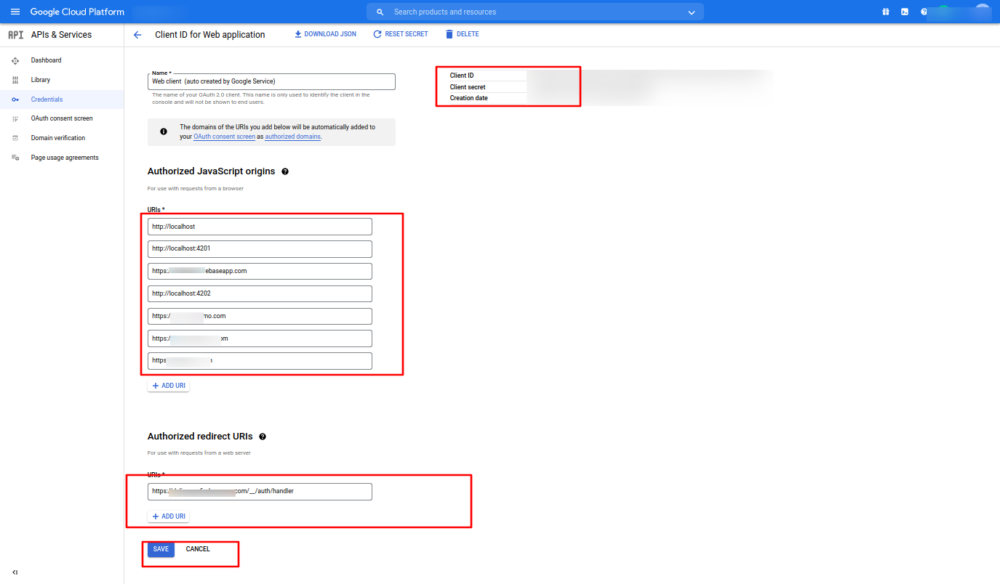 Google Cloud Platform
Search products and resources
API APIs & Services
Client ID for Web application
DOWNLOAD JSON
RESET SECRET
DELETE
Dashboard
Library
Credentials
OAuth consent screen
Domain verification
Page usage agreements
Name *
Web client (auto created by Google Service)
The name of your OAuth 2.0 client. This name is only used to identify the client in the
console and will not be shown to end users.
Client ID
Client secret
Creation date
The domains of the URIs you add below will be automatically added to
your OAuth consent screen as authorized domains.
Authorized JavaScript origins
For use with requests from a browser
URIs *
http://localhost
http://localhost:4201
https: ebaseapp.com
http://localhost:4202
https:/ mo.com
https:/ om
https
+ ADD URI
Authorized redirect URIs
For use with requests from a web server
URIs *
https: com/__/auth/handler
+ ADD URI
SAVE
CANCEL